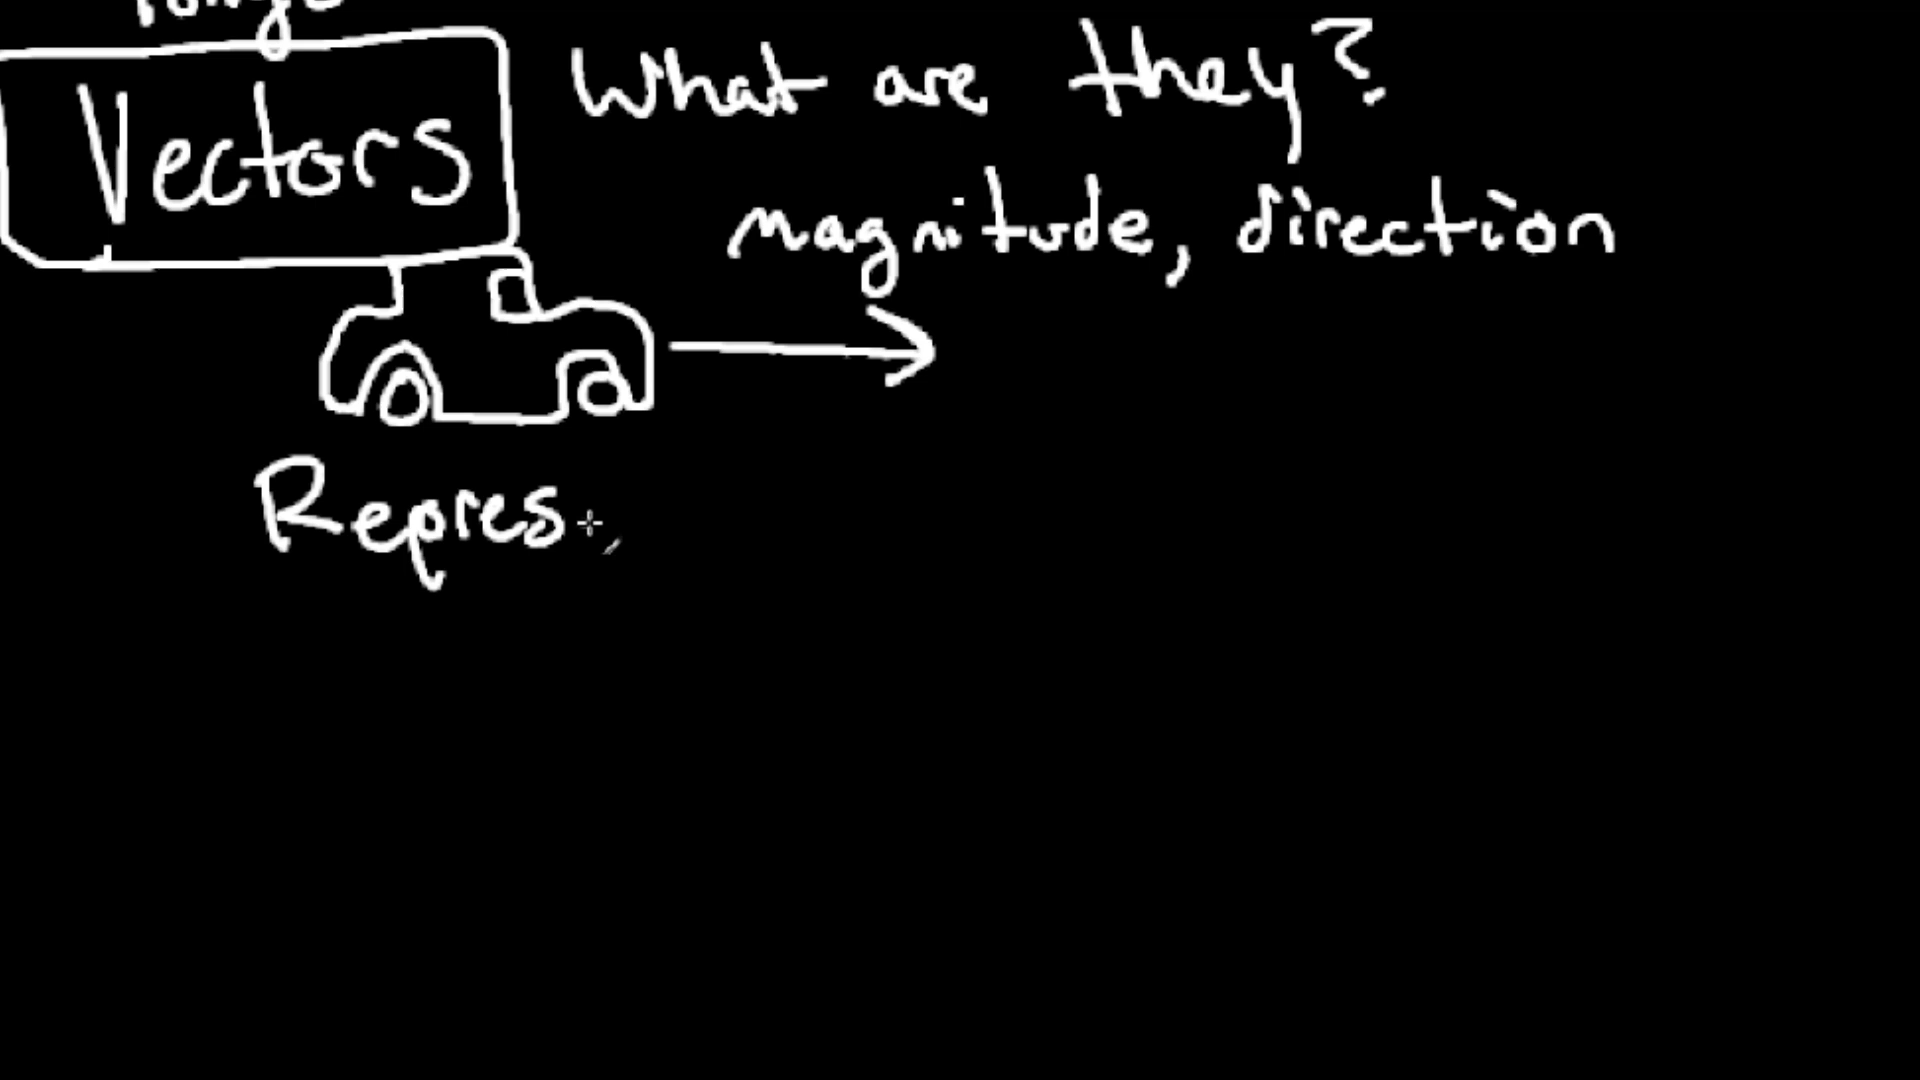 What are they?
Vectors
magnitude, direction
Repres